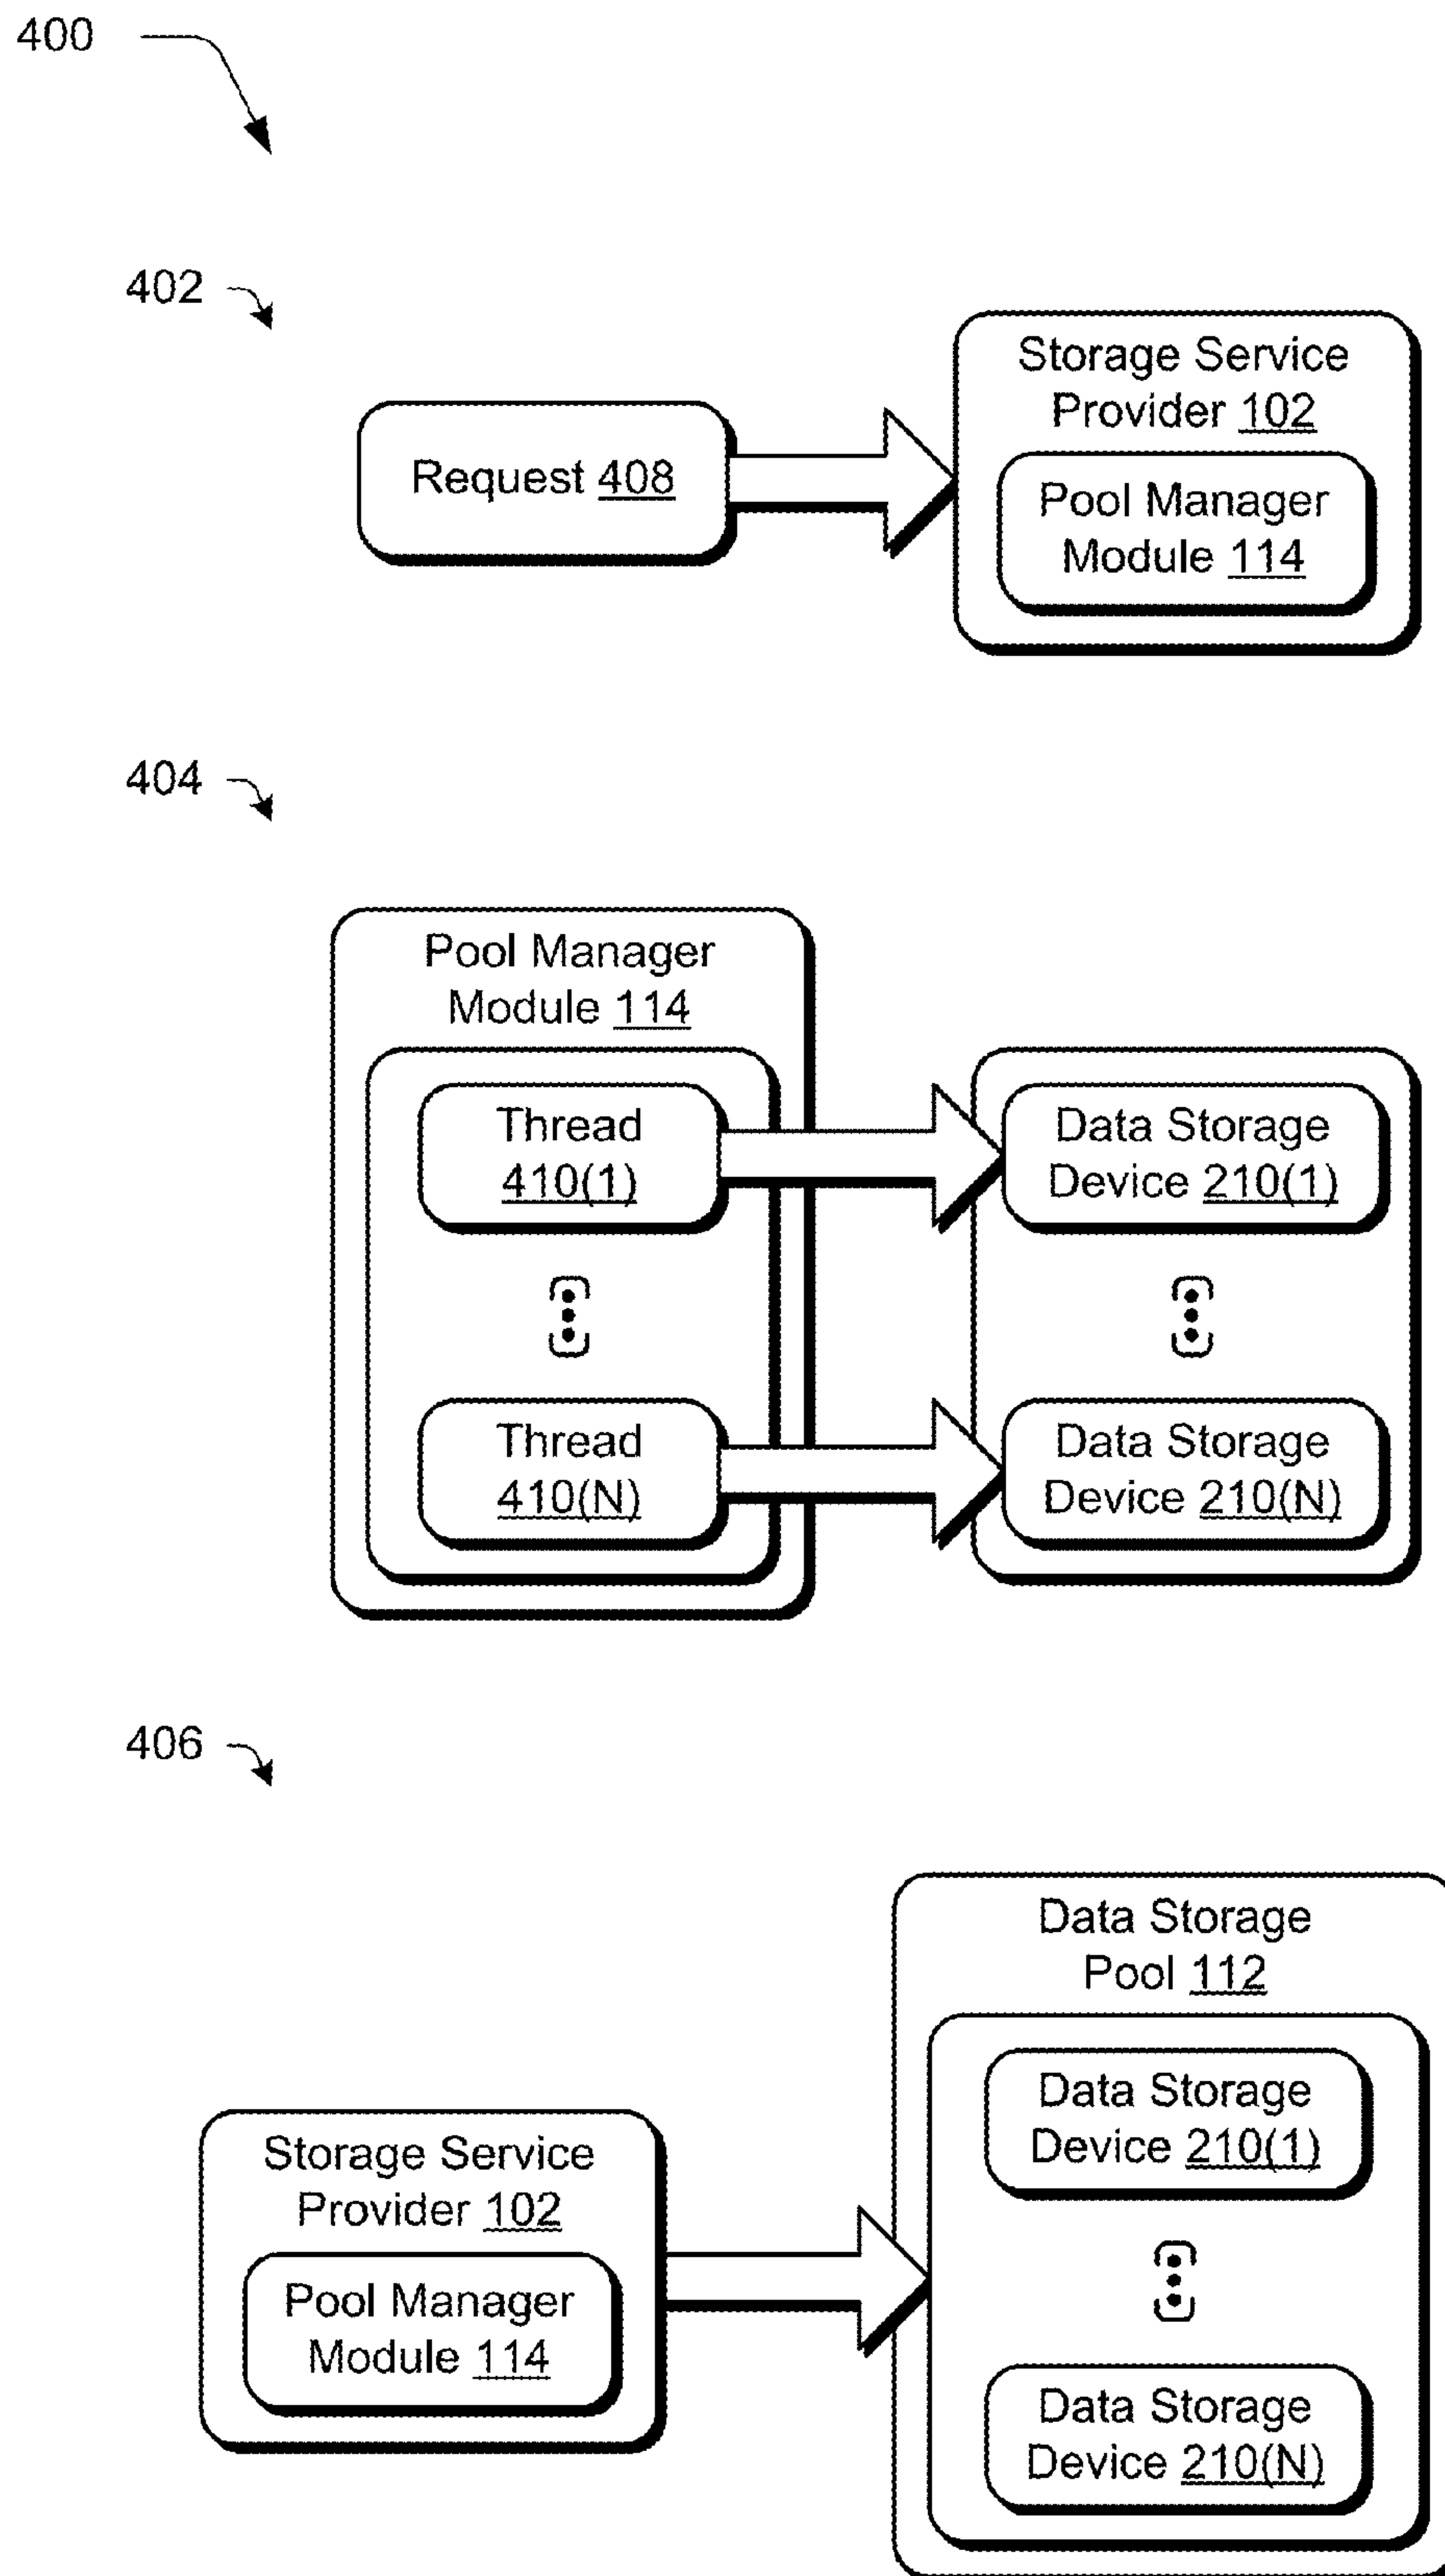 400
402
Storage Service
Provider 102
Request 408
Pool Manager
Module 114
404
Pool Manager
Module 114
Thread
410(1)
Data Storage
Device 210(1)
Thread
410(N)
Data Storage
Device 210(N)
406
Data Storage
Pool 112
Data Storage
Device 210(1)
Storage Service
Provider 102
Pool Manager
Module 114
Data Storage
Device 210(N)